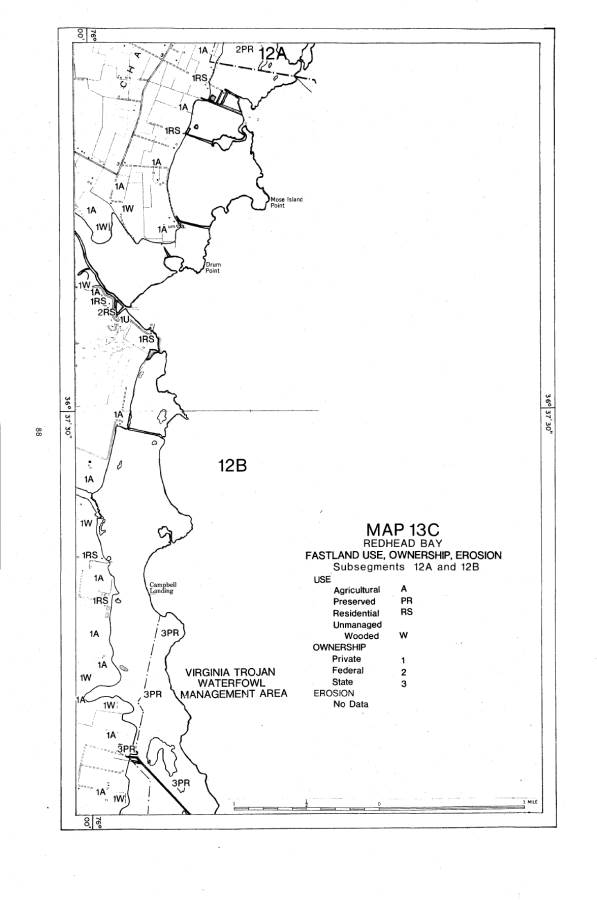 00'
76°
CHA
1A
2PR
12A
1RS
1A
1RS
1A
1A
1A
1W
1W
1A
Mose Island
Point
Drum
Point
1W
1A
1RS
2RS
1U
1RS
36° 37' 30"
36° 37' 30"
1A
88
12B
1A
1W
1RS
1A
1RS
1A
1A
1W
1A
1W
1A
3PR
1A
1W
Campbell
Landing
3PR
3PR
3PR
VIRGINIA TROJAN
WATERFOWL
MANAGEMENT AREA
MAP 13C
REDHEAD BAY
FASTLAND USE, OWNERSHIP, EROSION
Subsegments 12A and 12B
USE
Agricultural A
Preserved PR
Residential RS
Unmanaged
Wooded W
OWNERSHIP
Private 1
Federal 2
State 3
EROSION
No Data
1
½
0
1 MILE
00'
76°